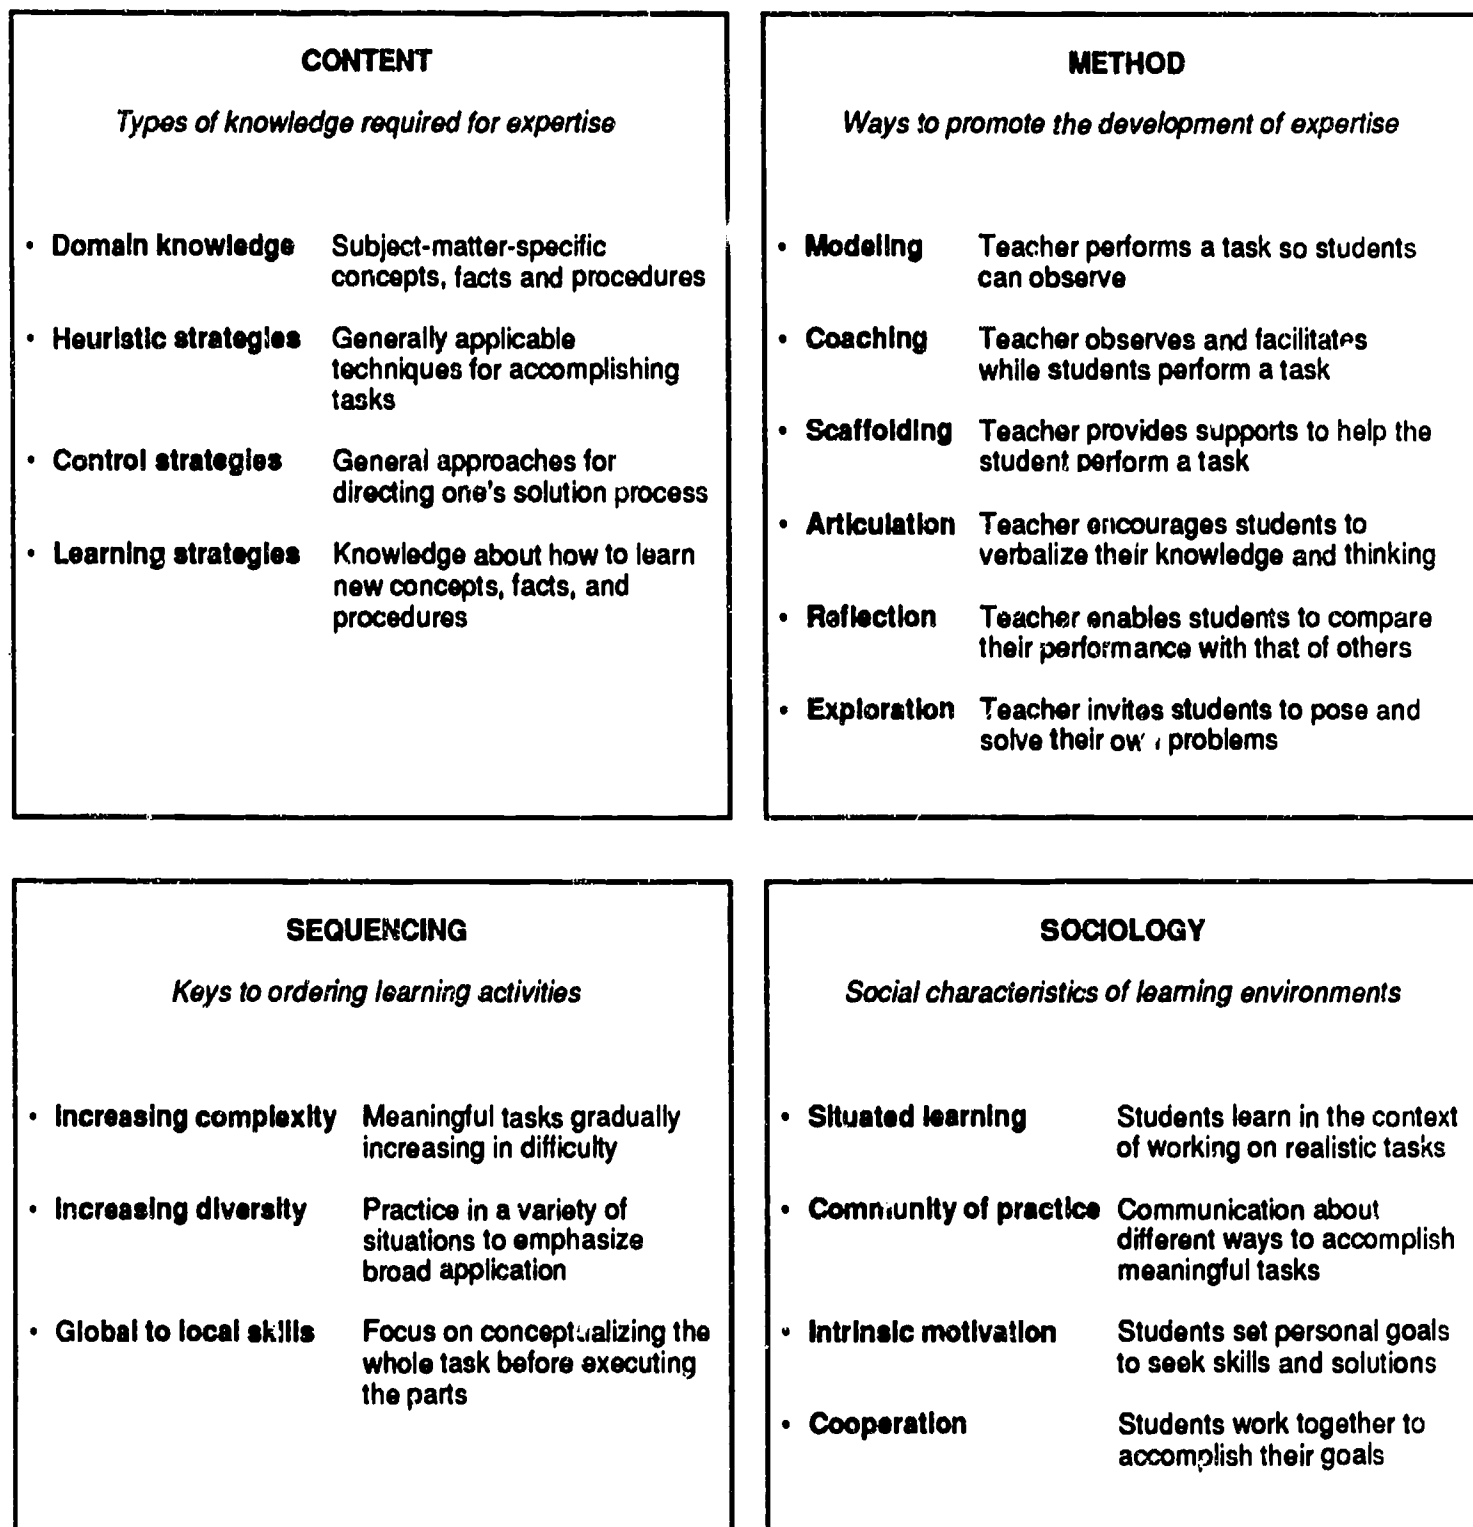 CONTENT
Types of knowledge required for expertise
• Domain knowledge Subject-matter-specific
concepts, facts and procedures
• Heuristic strategies Generally applicable
techniques for accomplishing
tasks
• Control strategies General approaches for
directing one's solution process
• Learning strategies Knowledge about how to learn
new concepts, facts, and
procedures
METHOD
Ways to promote the development of expertise
• Modeling Teacher performs a task so students
can observe
• Coaching Teacher observes and facilitates
while students perform a task
• Scaffolding Teacher provides supports to help the
student perform a task
• Articulation Teacher encourages students to
verbalize their knowledge and thinking
• Reflection Teacher enables students to compare
their performance with that of others
• Exploration Teacher invites students to pose and
solve their own problems
SEQUENCING
Keys to ordering learning activities
• Increasing complexity Meaningful tasks gradually
increasing in difficulty
• Increasing diversity Practice in a variety of
situations to emphasize
broad application
• Global to local skills Focus on conceptualizing the
whole task before executing
the parts
SOCIOLOGY
Social characteristics of learning environments
• Situated learning Students learn in the context
of working on realistic tasks
• Community of practice Communication about
different ways to accomplish
meaningful tasks
• Intrinsic motivation Students set personal goals
to seek skills and solutions
• Cooperation Students work together to
accomplish their goals